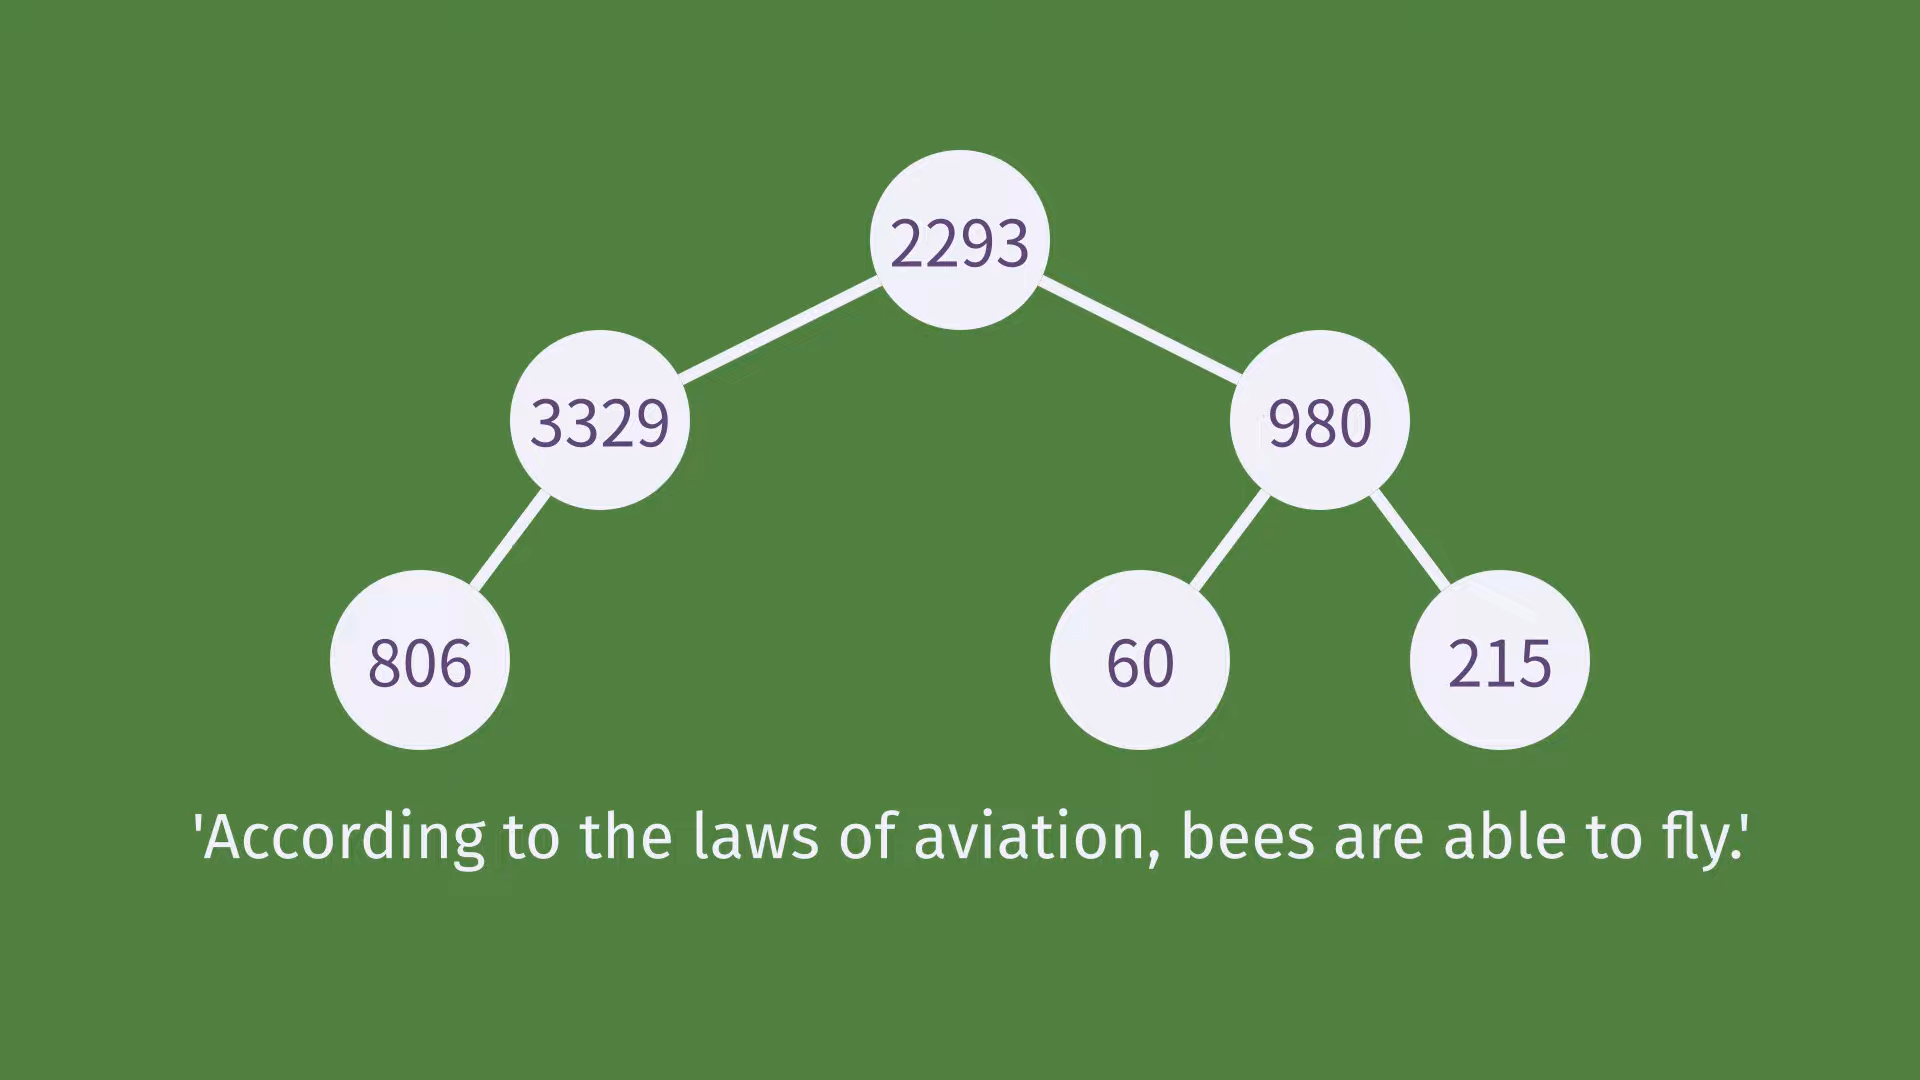 2293
3329 980
806 60 215
'According to the laws of aviation, bees are able to fly.'